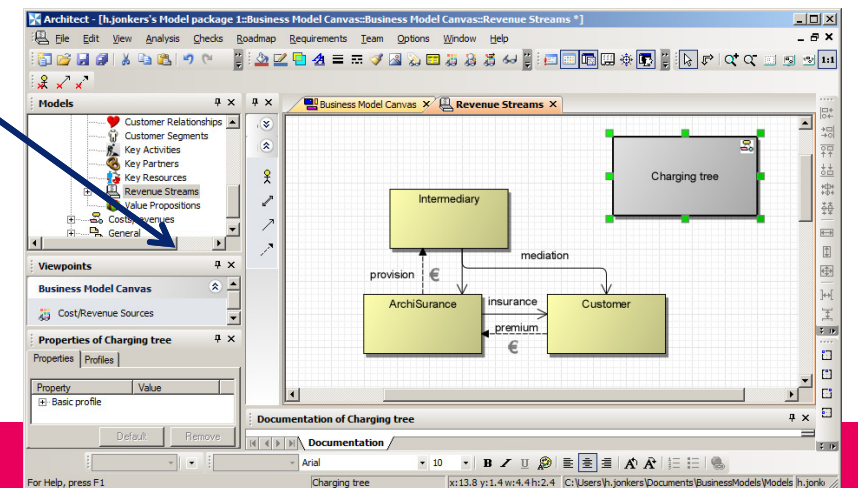 Architect - [h.jonkers's Model package 1::Business Model Canvas::Business Model Canvas::Revenue Streams *]
File Edit View Analysis Checks Roadmap Requirements Team Options Window Help
1:1
Models
Business Model Canvas
Revenue Streams
Customer Relationships
Customer Segments
Key Activities
Key Partners
Key Resources
Revenue Streams
Value Propositions
Costs/Revenues
General
Charging tree
Intermediary
mediation
provision €
ArchiSurance
insurance
Customer
premium
€
Viewpoints
Business Model Canvas
Cost/Revenue Sources
Properties of Charging tree
Properties Profiles
Property Value
Basic profile
Default Remove
Documentation of Charging tree
Documentation
Arial 10 B I U
For Help, press F1 Charging tree x:13.8 y:1.4 w:4.4 h:2.4 C:\Users\h.jonkers\Documents\BusinessModels\Models h.jonk